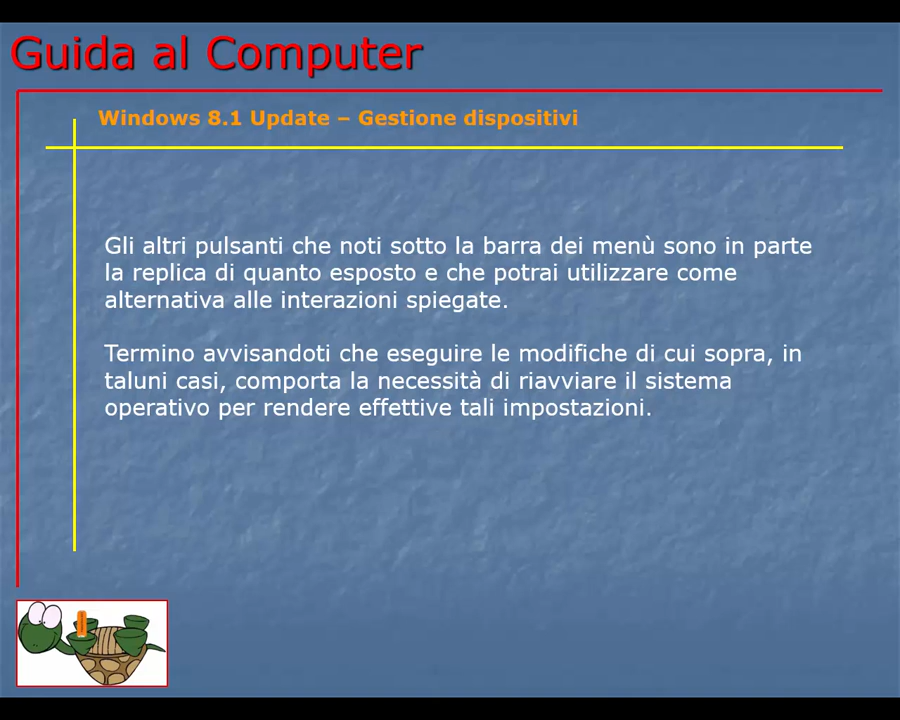 Guida al Computer
Windows 8.1 Update – Gestione dispositivi
Gli altri pulsanti che noti sotto la barra dei menù sono in parte
la replica di quanto esposto e che potrai utilizzare come
alternativa alle interazioni spiegate.
Termino avvisandoti che eseguire le modifiche di cui sopra, in
taluni casi, comporta la necessità di riavviare il sistema
operativo per rendere effettive tali impostazioni.